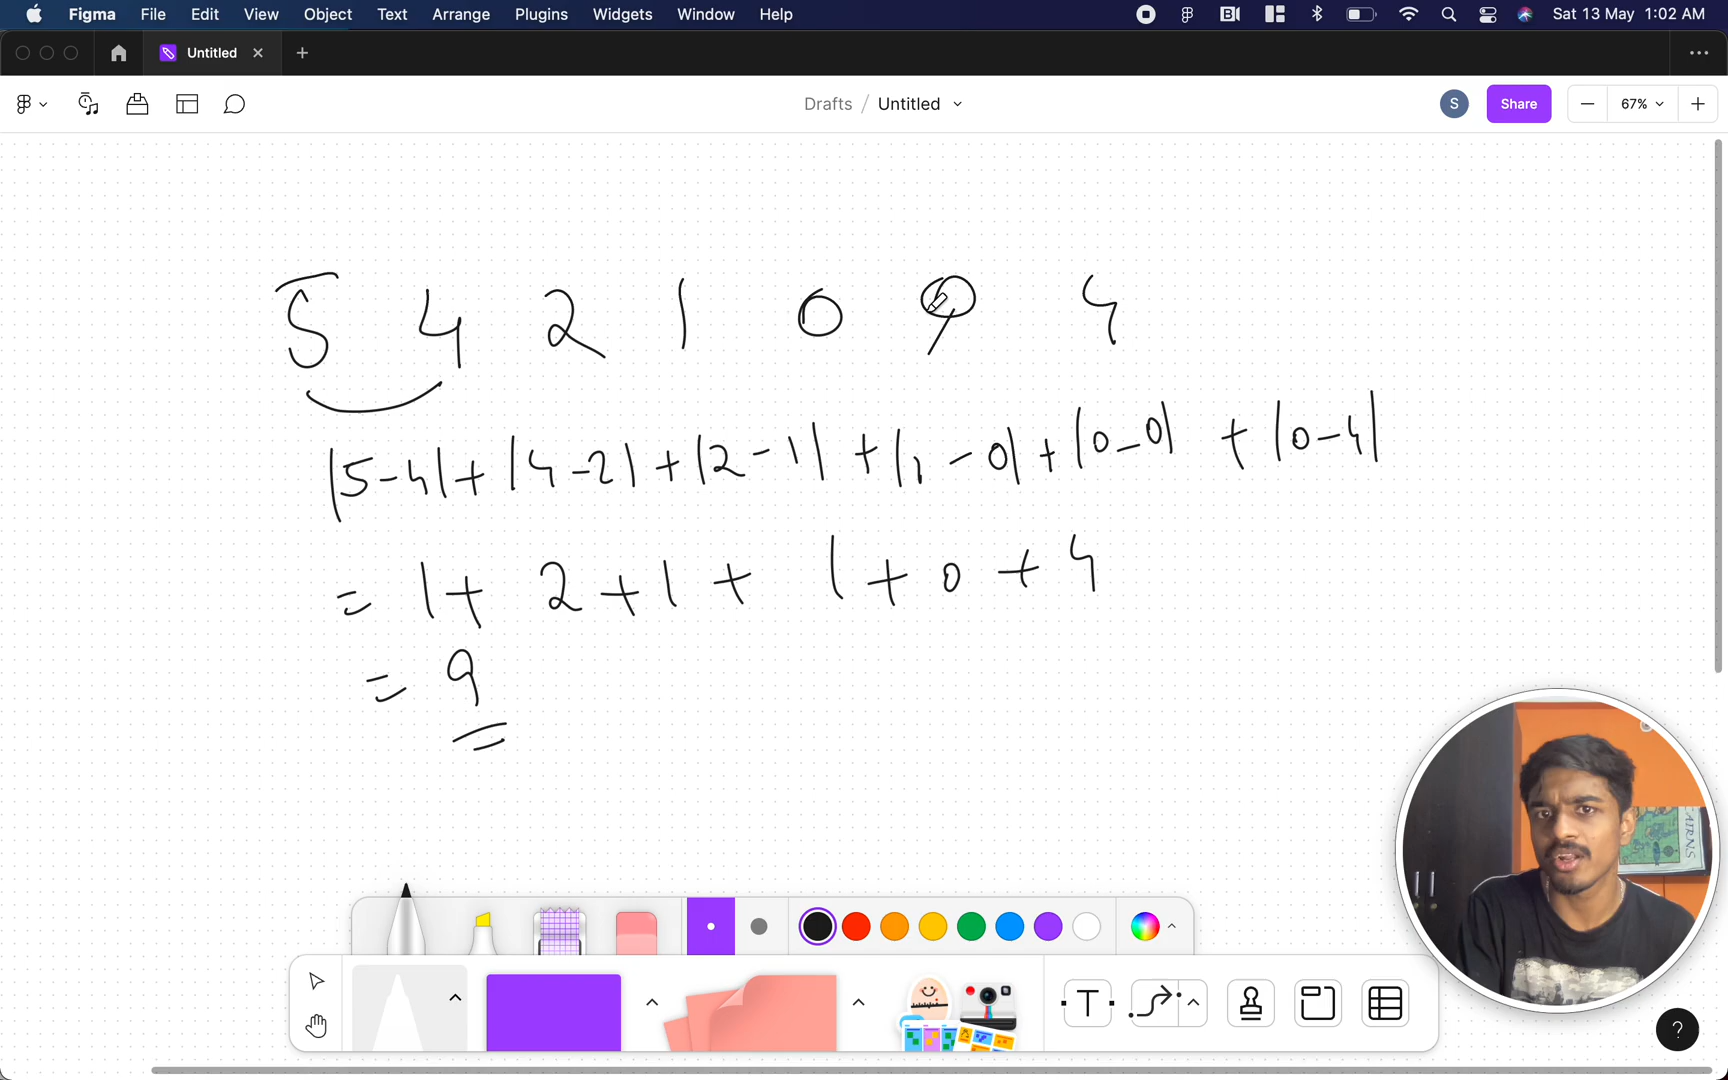 Figma File Edit View Object Text Arrange Plugins Widgets Window Help Sat 13 May 1:02 AM
Untitled
Drafts / Untitled S Share 67%
5 4 2 1 0 9 4
|5-4| + |4-2| + |2-1| + |1-0| + |0-0| + |0-4|
= 1 + 2 + 1 + 1 + 0 + 4
= 9
AIRNS
T
?